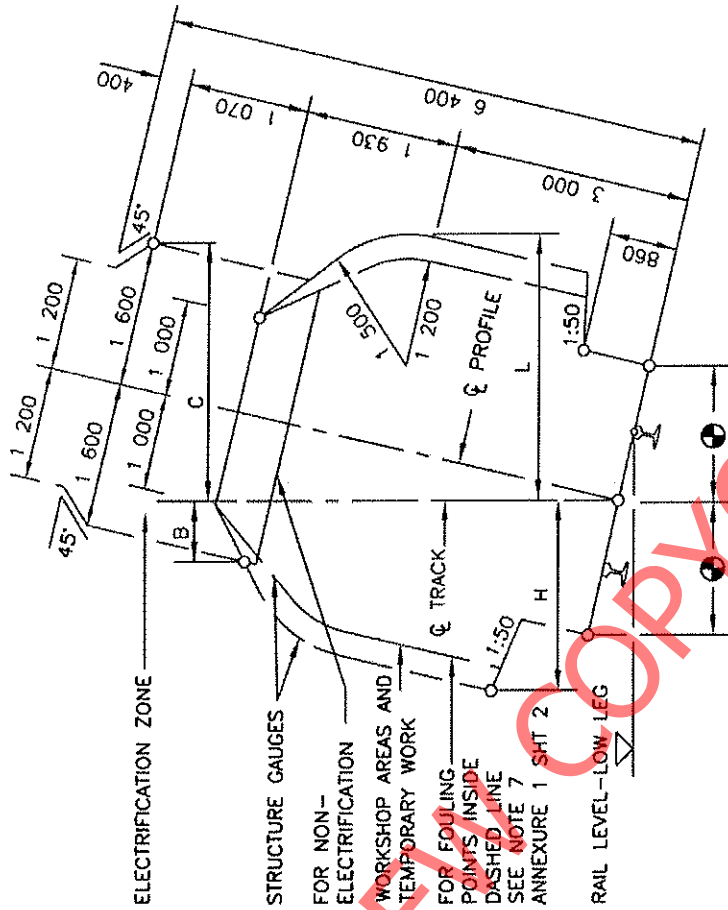 ELECTRIFICATION ZONE
STRUCTURE GAUGES
FOR NON-
ELECTRIFICATION
WORKSHOP AREAS AND
TEMPORARY WORK
FOR FOULING
POINTS INSIDE
DASHED LINE
SEE NOTE 7
ANNEXURE 1 SHT 2
RAIL LEVEL-LOW LEG
1 200
1 200
1 600
1 600
1 000
1 000
45°
45°
400
1 070
1 930
3 000
6 400
860
B
C
H
L
1 500
1 200
1:50
1:50
℄ PROFILE
℄ TRACK
EW COPY